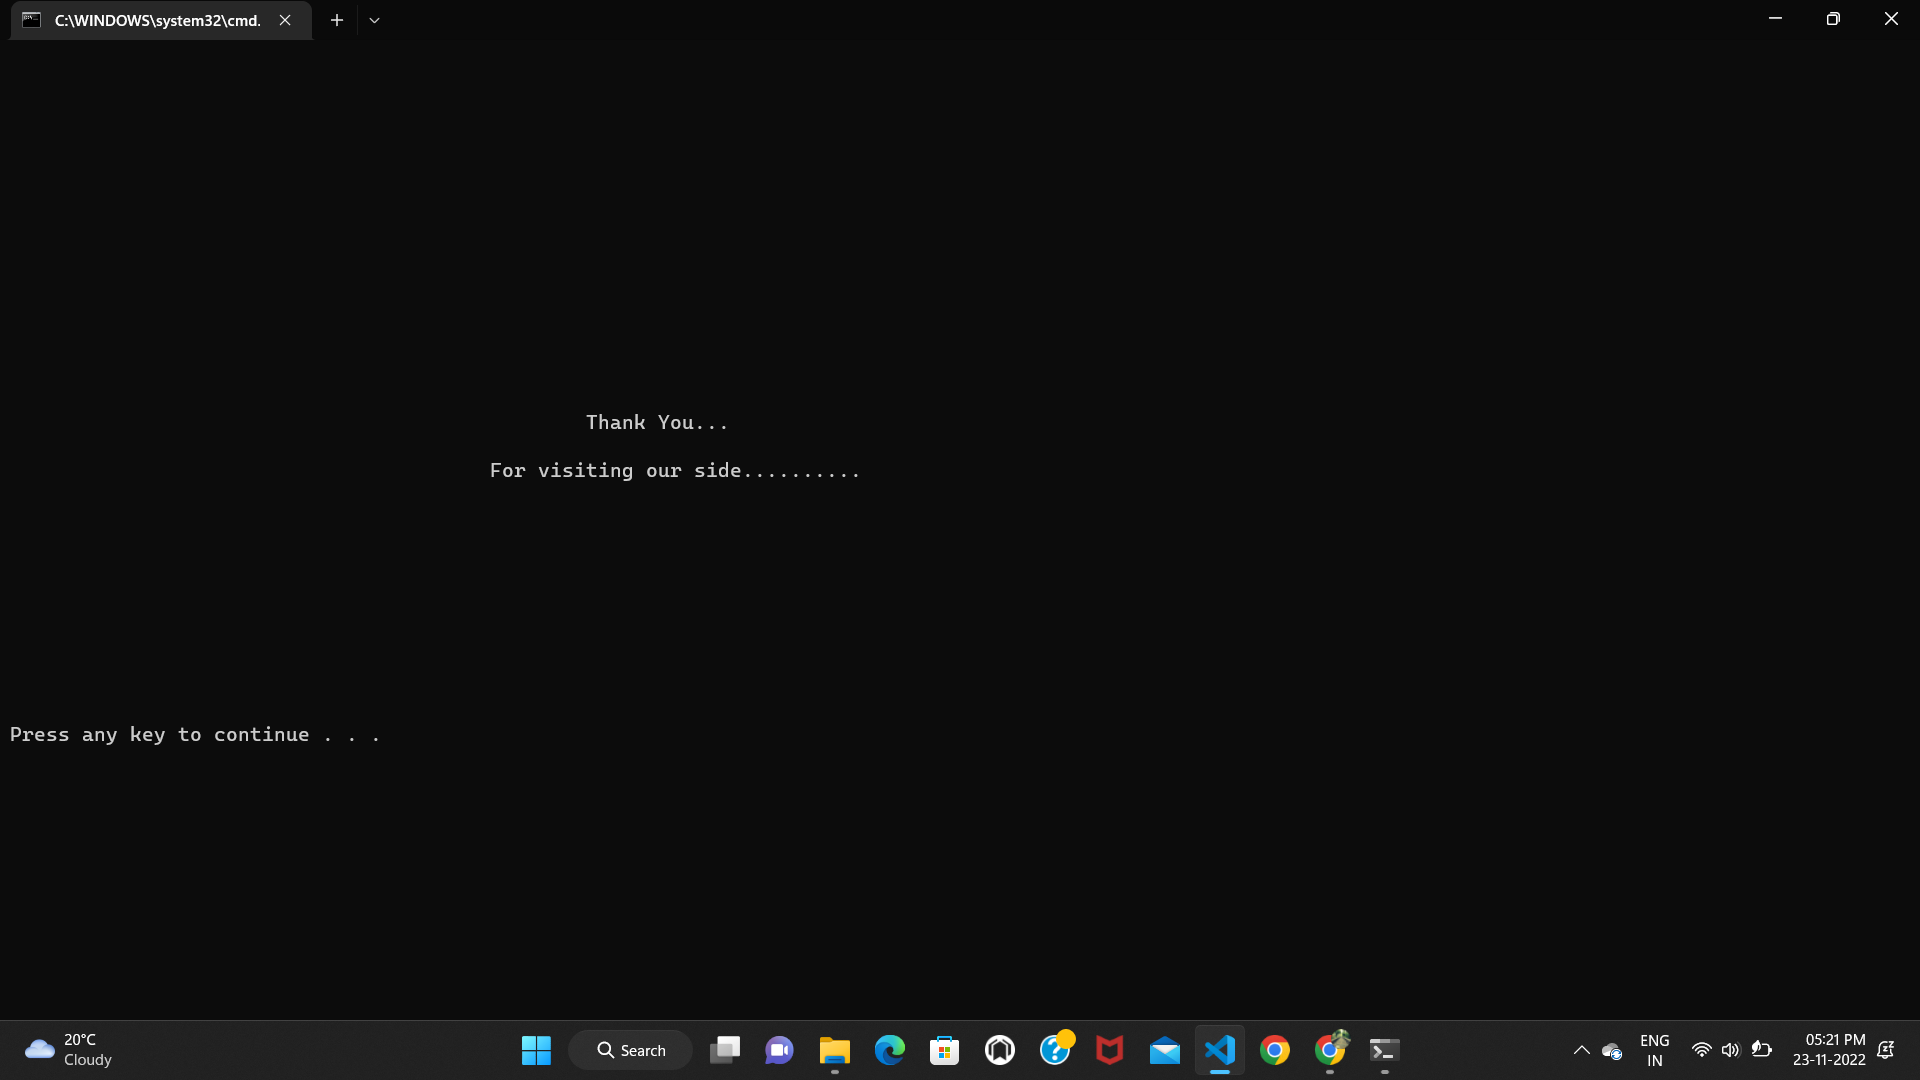 C:\WINDOWS\system32\cmd.
Thank You...
For visiting our side..........
Press any key to continue . . .
20°C
Cloudy
Search
ENG
IN
05:21 PM
23-11-2022